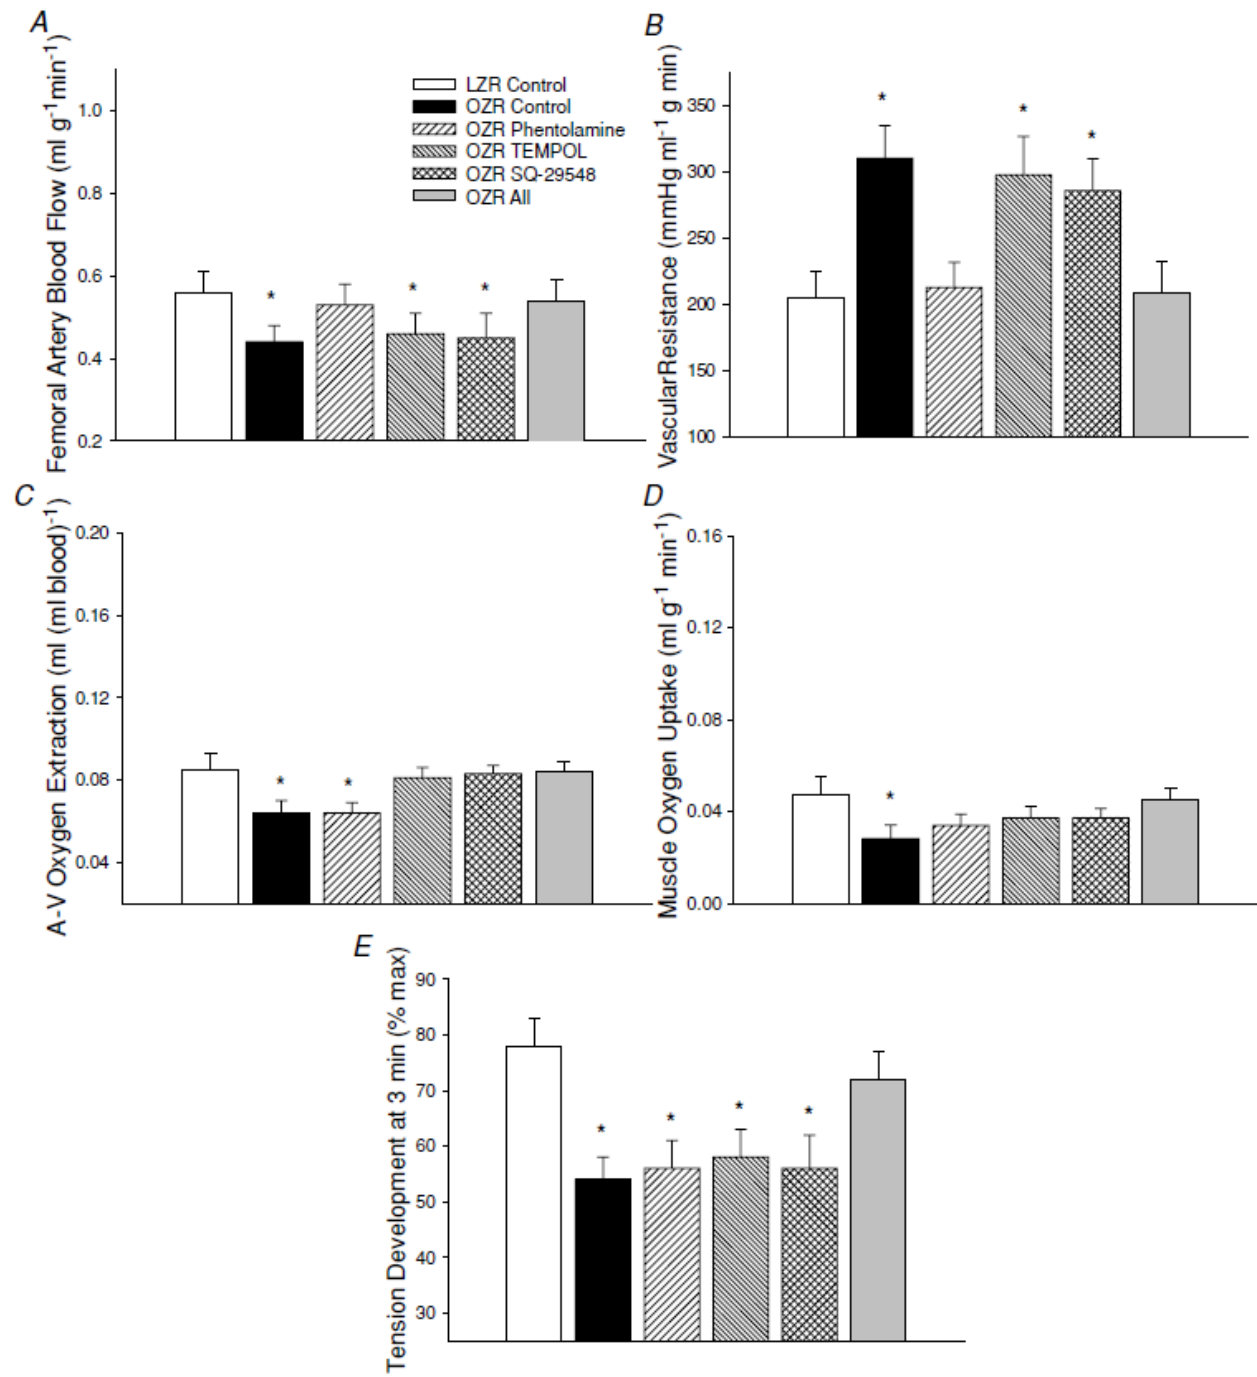 A
Femoral Artery Blood Flow (ml g-1min-1)
1.0
0.8
0.6
0.4
0.2
LZR Control
OZR Control
OZR Phentolamine
OZR TEMPOL
OZR SQ-29548
OZR All
* * *
B
VascularResistance (mmHg ml-1 g min)
350
300
250
200
150
100
* * *
C
A-V Oxygen Extraction (ml (ml blood)-1)
0.20
0.16
0.12
0.08
0.04
* *
D
Muscle Oxygen Uptake (ml g-1 min-1)
0.16
0.12
0.08
0.04
0.00
*
E
Tension Development at 3 min (% max)
90
80
70
60
50
40
30
* * * *